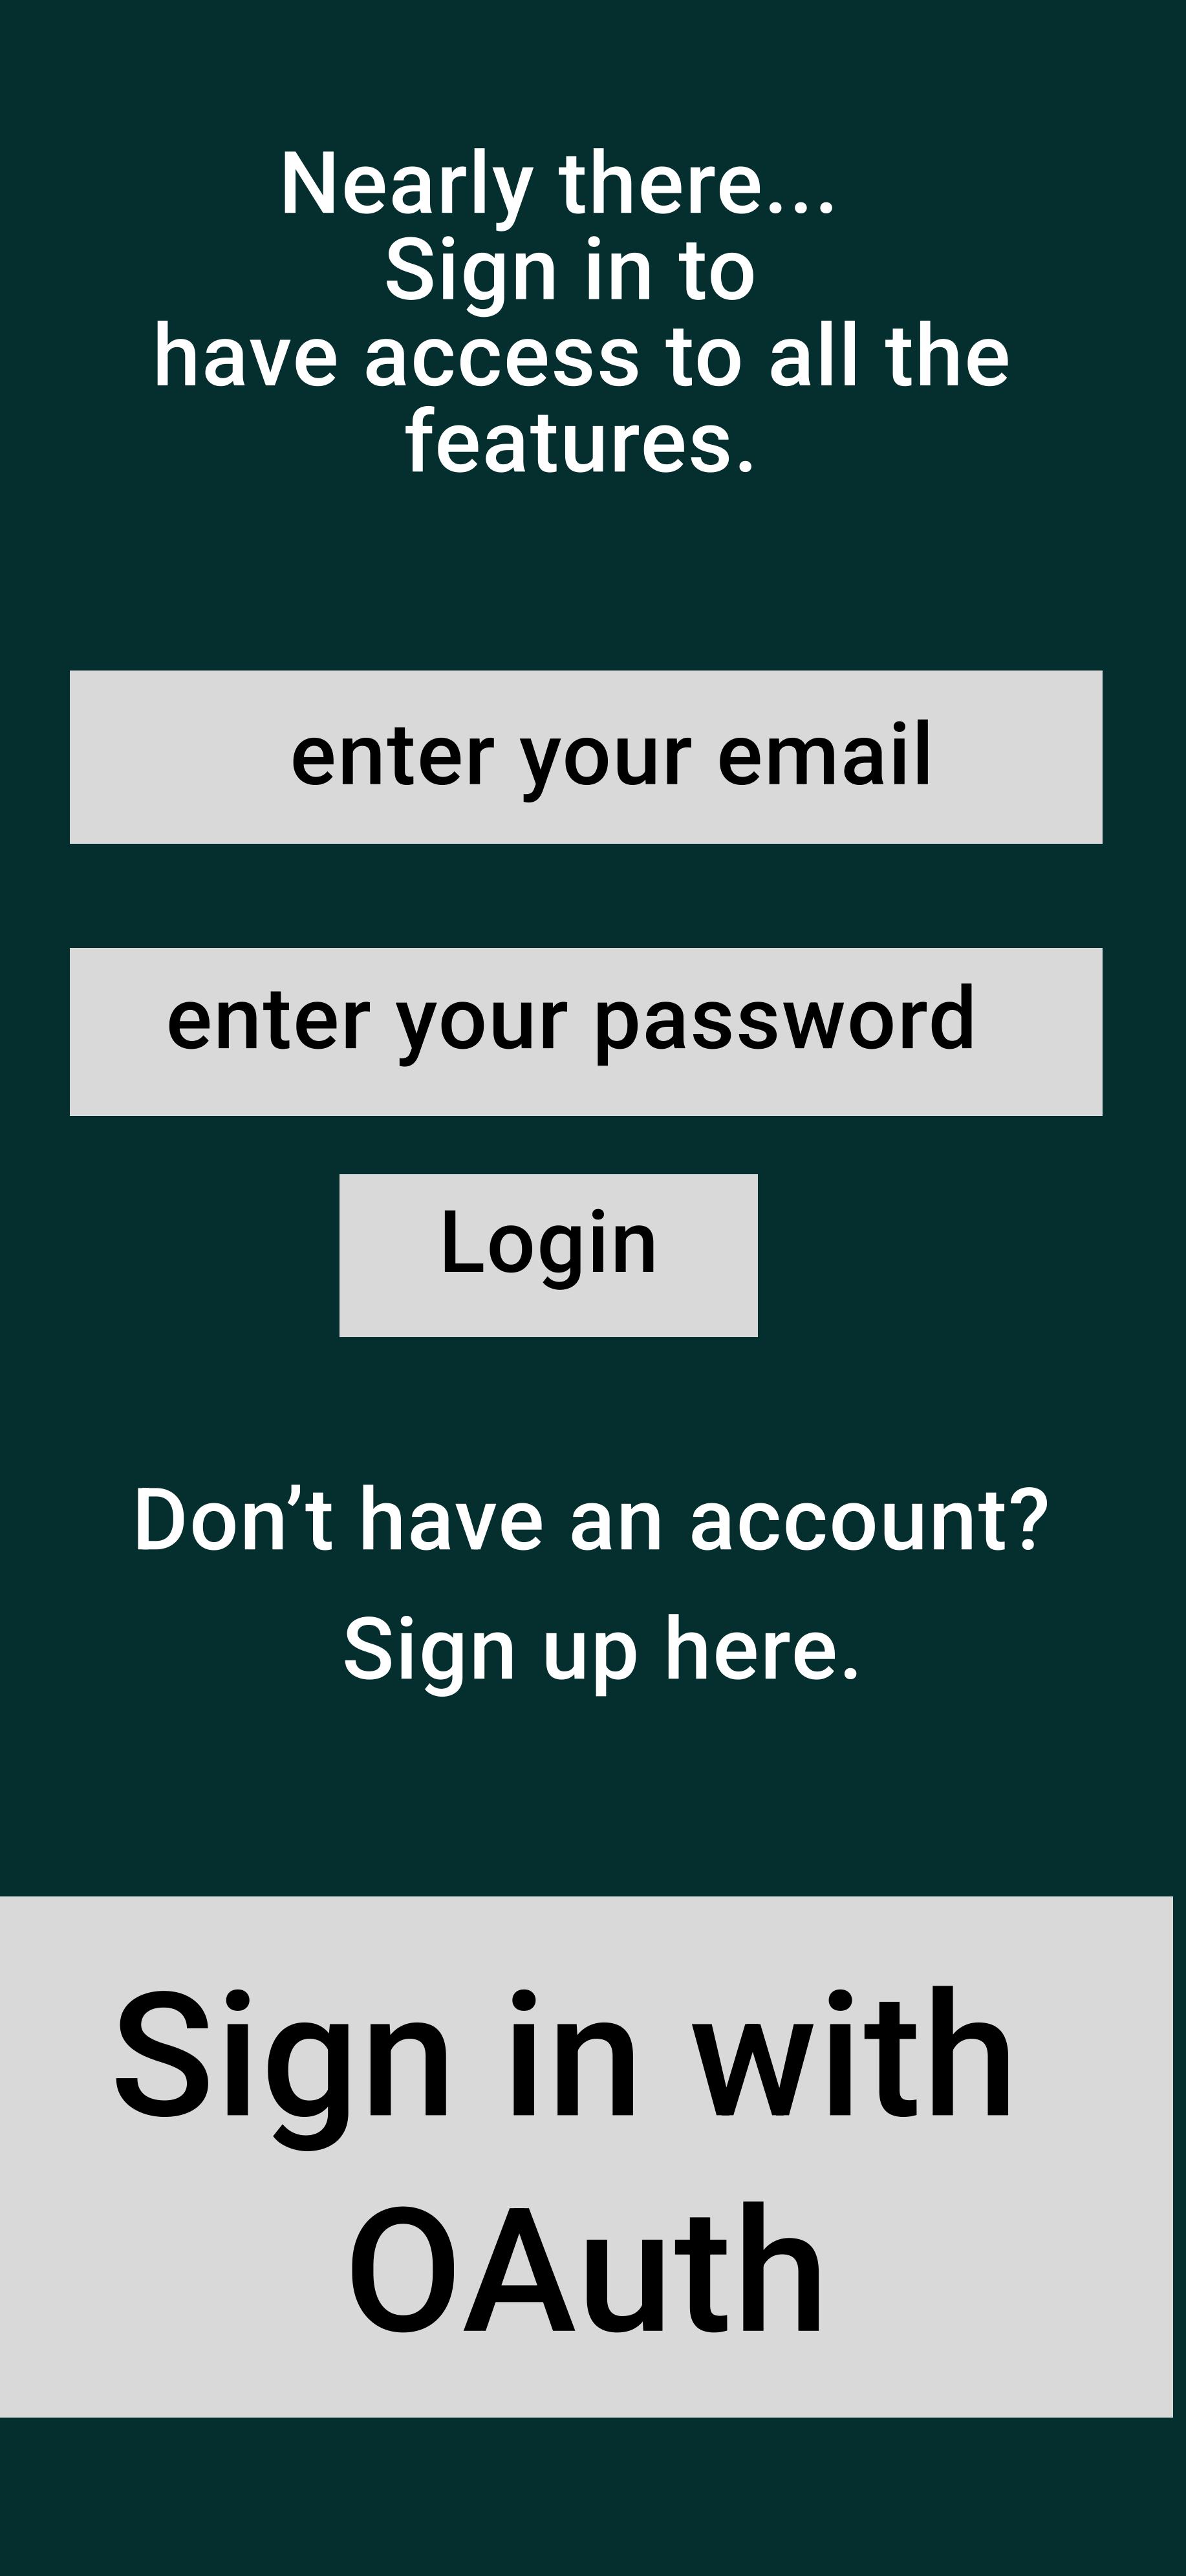 Nearly there...
Sign in to
have access to all the
features.
enter your email
enter your password
Login
Don’t have an account?
Sign up here.
Sign in with
OAuth